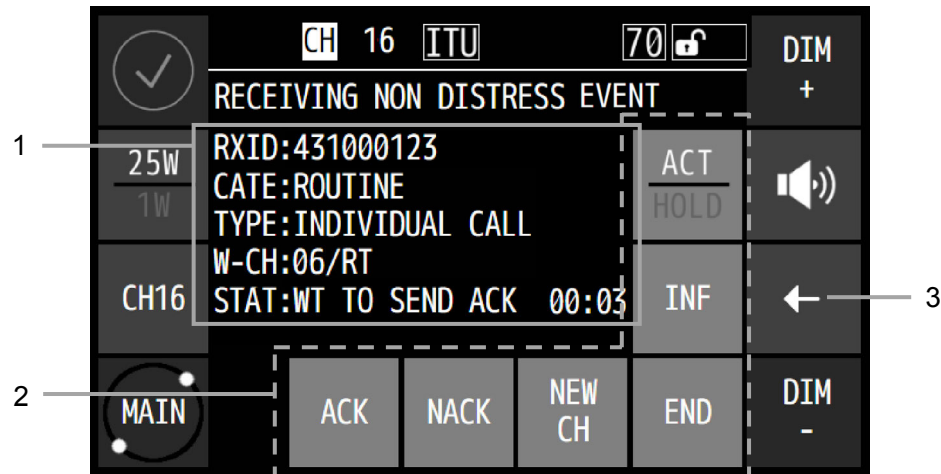 CH 16 ITU 70
DIM
+
RECEIVING NON DISTRESS EVENT
1
25W
1W
RXID:431000123
CATE:ROUTINE
TYPE:INDIVIDUAL CALL
W-CH:06/RT
STAT:WT TO SEND ACK 00:03
ACT
HOLD
CH16
INF
3
2
MAIN
ACK
NACK
NEW
CH
END
DIM
-